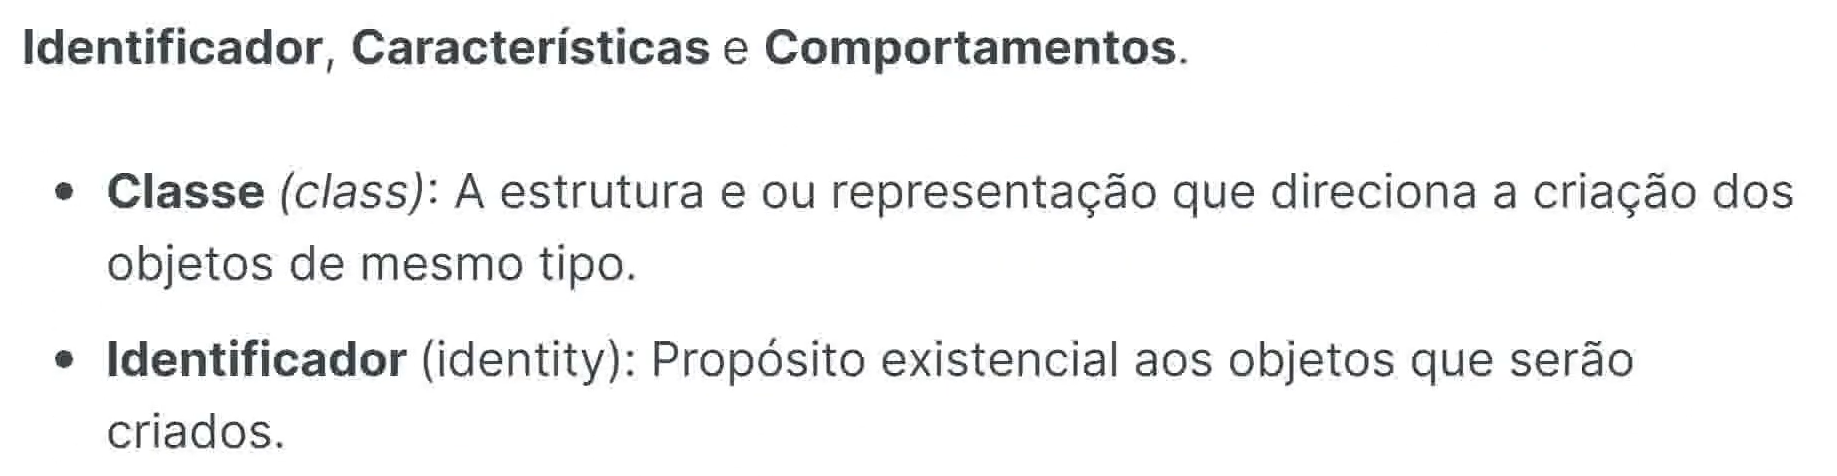 Identificador, Características e Comportamentos.
• Classe (class): A estrutura e ou representação que direciona a criação dos
objetos de mesmo tipo.
• Identificador (identity): Propósito existencial aos objetos que serão
criados.